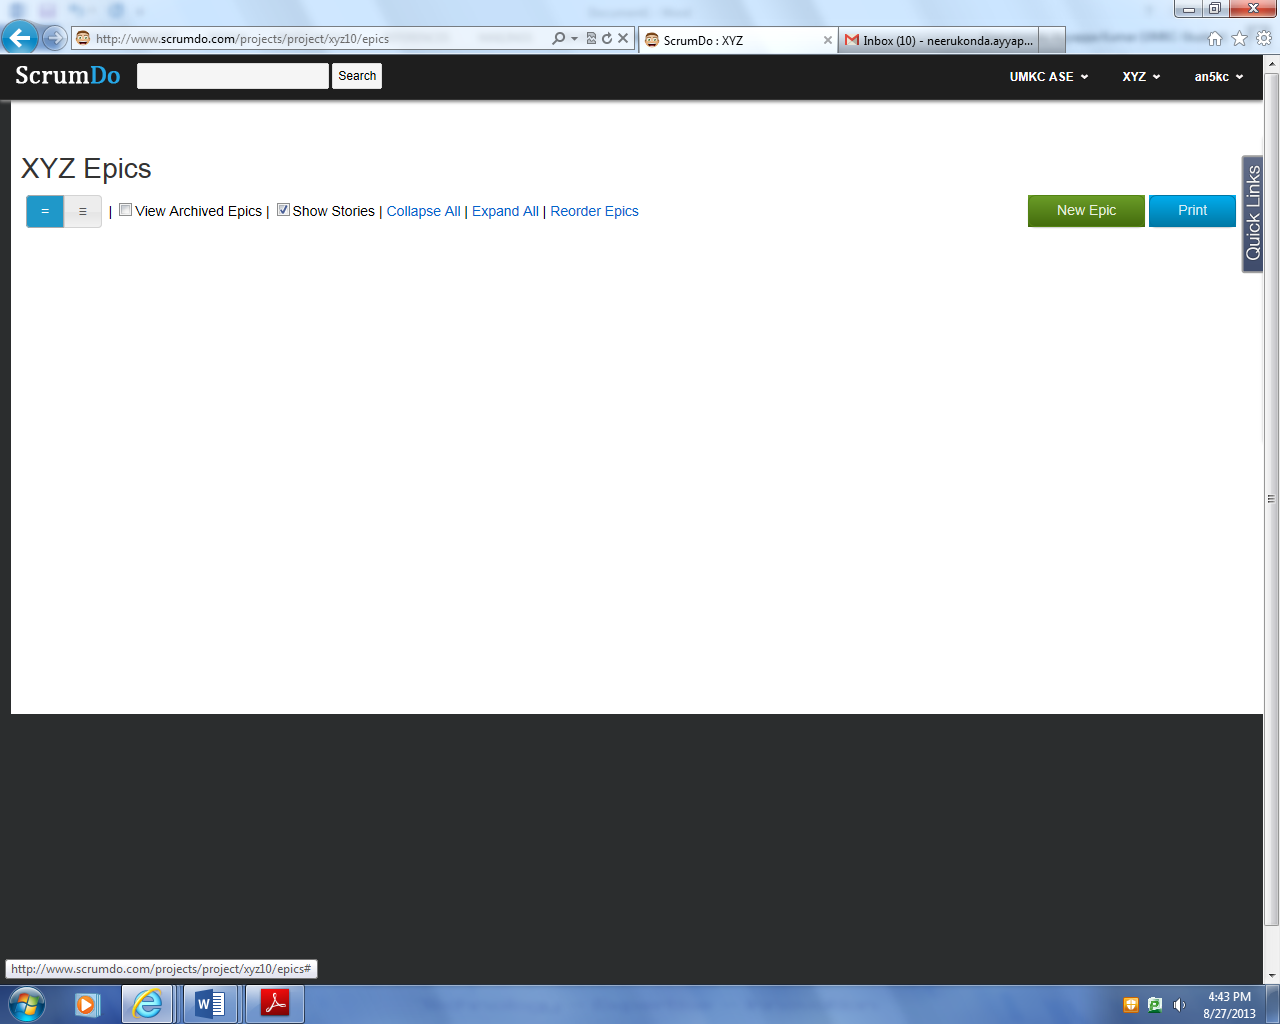 http://www.scrumdo.com/projects/project/xyz10/epics
ScrumDo : XYZ
Inbox (10) - neerukonda.ayyap...
ScrumDo
Search
UMKC ASE
XYZ
an5kc
XYZ Epics
| View Archived Epics | Show Stories | Collapse All | Expand All | Reorder Epics
New Epic
Print
Quick Links
http://www.scrumdo.com/projects/project/xyz10/epics#
4:43 PM
8/27/2013